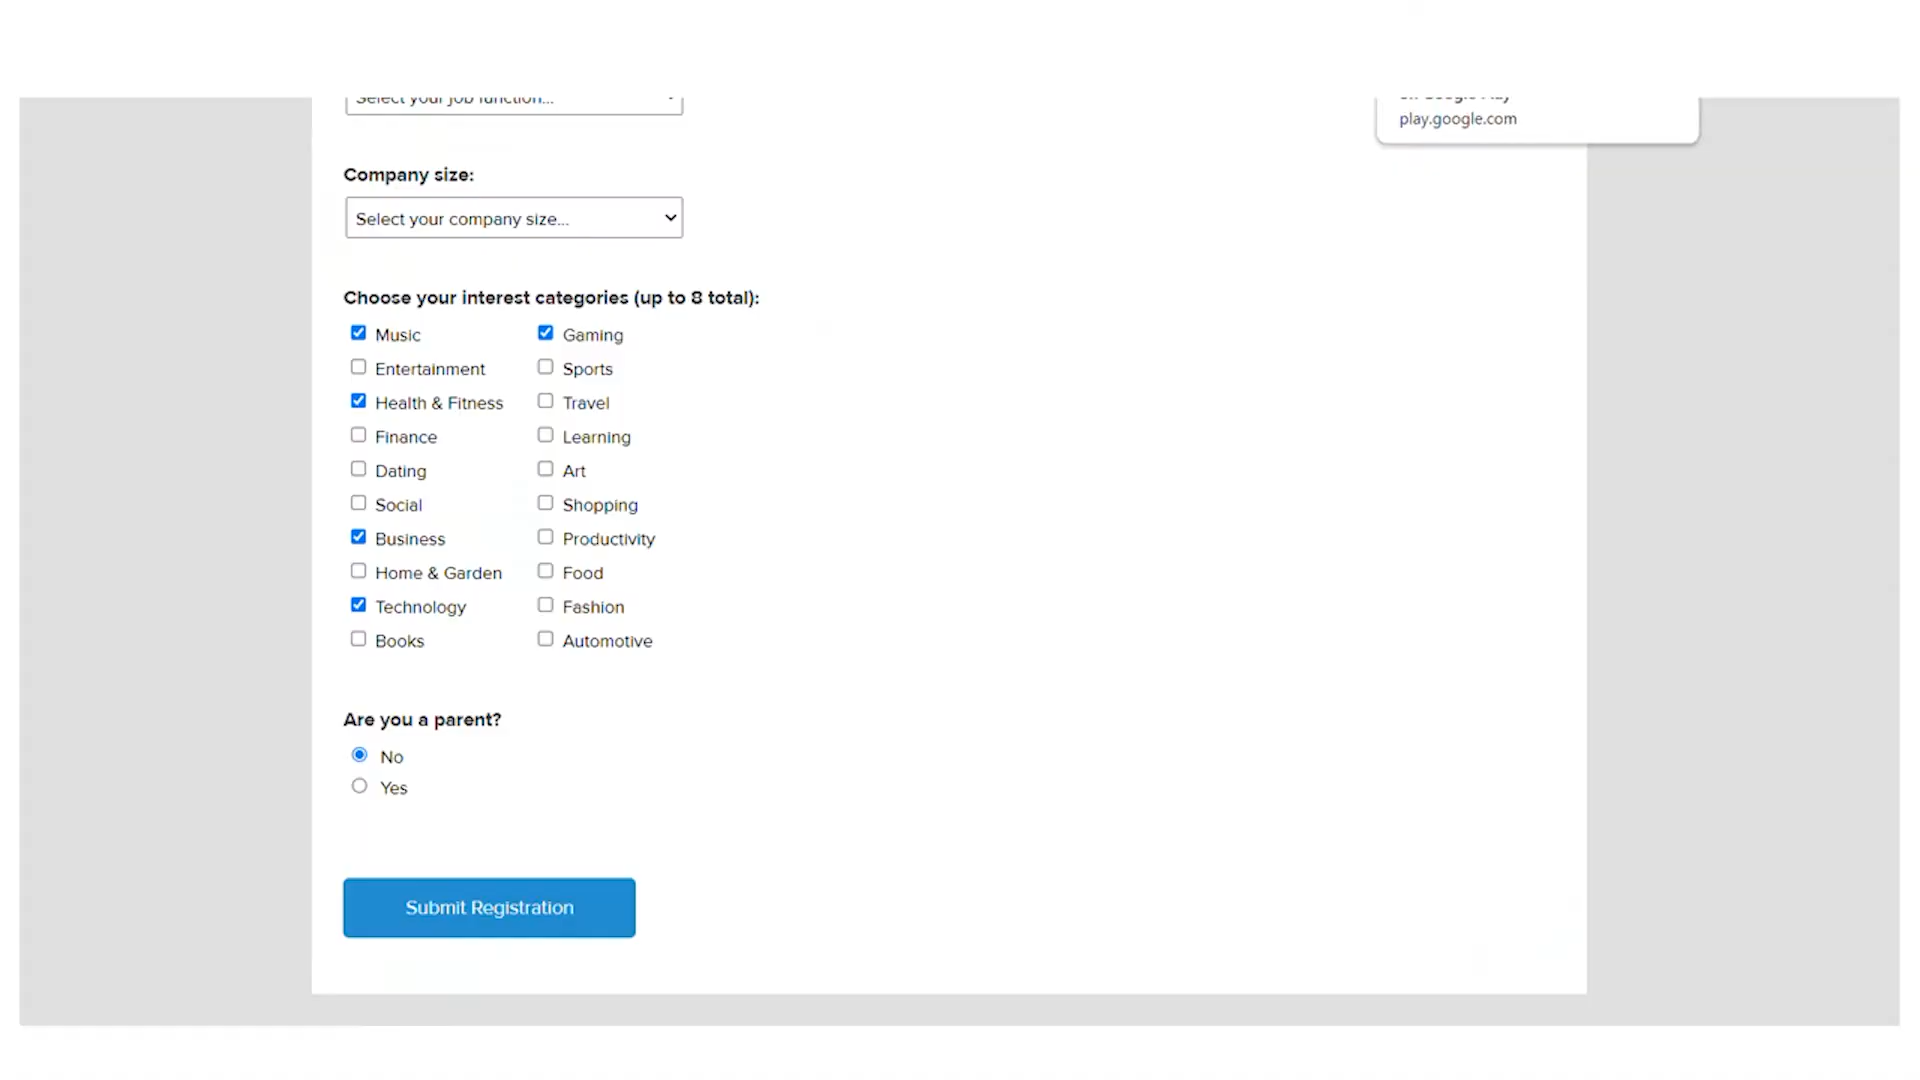 Select your job function...
play.google.com
Company size:
Select your company size...
Choose your interest categories (up to 8 total):
Music
Gaming
Entertainment
Sports
Health & Fitness
Travel
Finance
Learning
Dating
Art
Social
Shopping
Business
Productivity
Home & Garden
Food
Technology
Fashion
Books
Automotive
Are you a parent?
No
Yes
Submit Registration